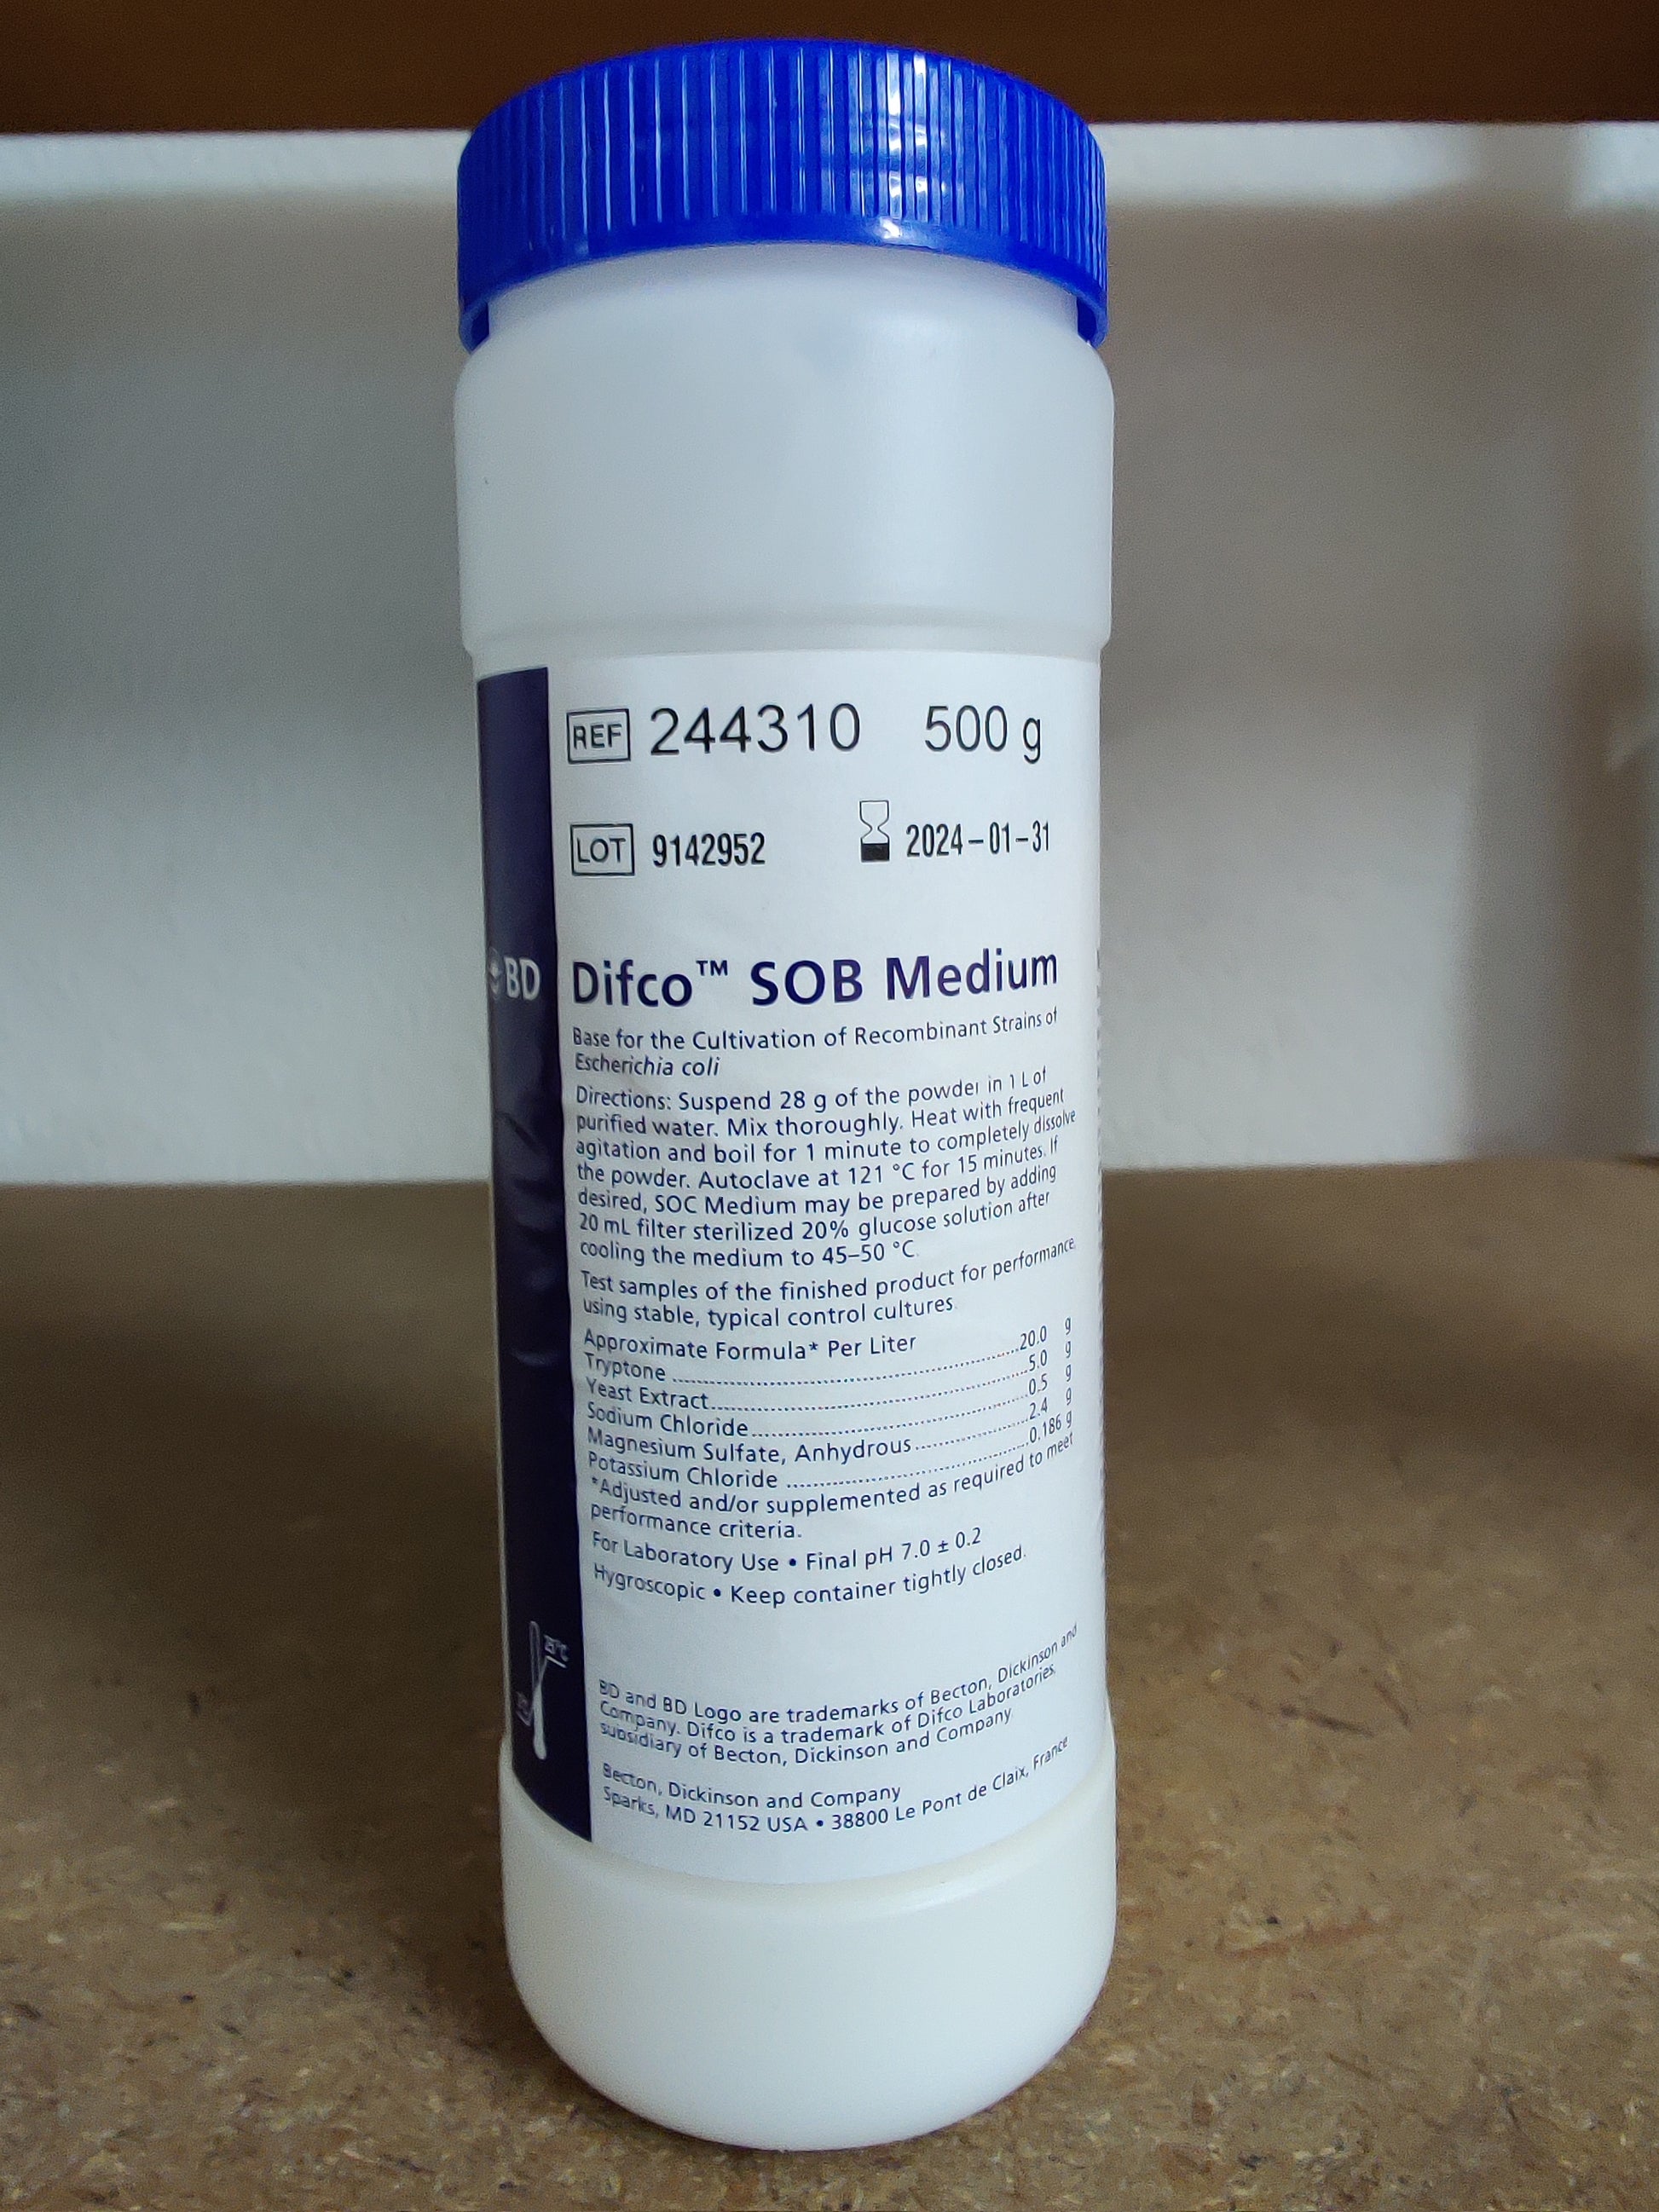 REF 244310 500 g
LOT 9142952 2024-01-31
BD
Difco™ SOB Medium
Base for the Cultivation of Recombinant Strains of
Escherichia coli
Directions: Suspend 28 g of the powder in 1 L of
purified water. Mix thoroughly. Heat with frequent
agitation and boil for 1 minute to completely dissolve
the powder. Autoclave at 121 °C for 15 minutes. If
desired, SOC Medium may be prepared by adding
20 mL filter sterilized 20% glucose solution after
cooling the medium to 45–50 °C.
Test samples of the finished product for performance
using stable, typical control cultures.
Approximate Formula* Per Liter
Tryptone ........ 20.0 g
Yeast Extract........ 5.0 g
Sodium Chloride........ 0.5 g
Magnesium Sulfate, Anhydrous........ 2.4 g
Potassium Chloride ........ 0.186 g
*Adjusted and/or supplemented as required to meet
performance criteria.
For Laboratory Use • Final pH 7.0 ± 0.2
Hygroscopic • Keep container tightly closed.
25°C
BD and BD Logo are trademarks of Becton, Dickinson and
Company. Difco is a trademark of Difco Laboratories,
subsidiary of Becton, Dickinson and Company
Becton, Dickinson and Company
Sparks, MD 21152 USA • 38800 Le Pont de Claix, France